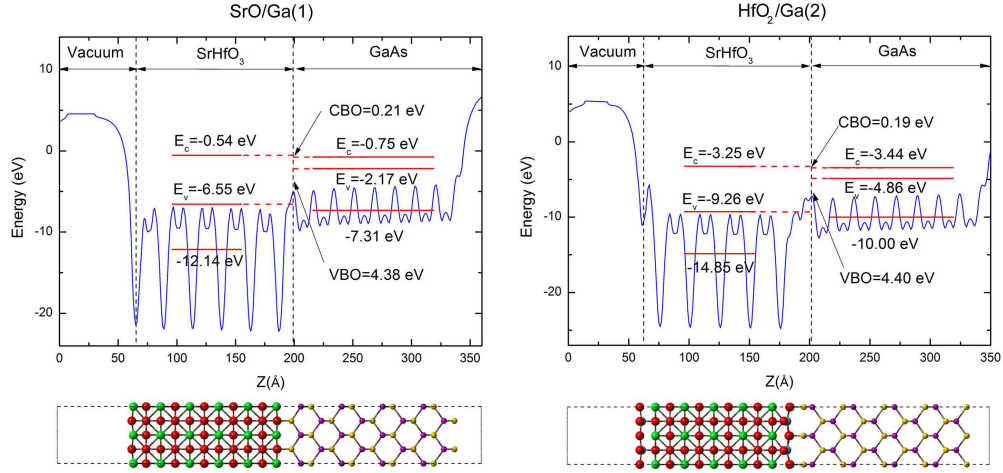 SrO/Ga(1)
Vacuum SrHfO3 GaAs
CBO=0.21 eV
Ec=-0.54 eV Ec=-0.75 eV
Ev=-6.55 eV Ev=-2.17 eV
-7.31 eV
-12.14 eV
VBO=4.38 eV
10
0
-10
-20
Energy (eV)
0 50 100 150 200 250 300 350
Z(Å)
HfO2/Ga(2)
Vacuum SrHfO3 GaAs
CBO=0.19 eV
Ec=-3.25 eV Ec=-3.44 eV
Ev=-9.26 eV Ev=-4.86 eV
-10.00 eV
-14.85 eV
VBO=4.40 eV
10
0
-10
-20
Energy (eV)
0 50 100 150 200 250 300 350
Z(Å)